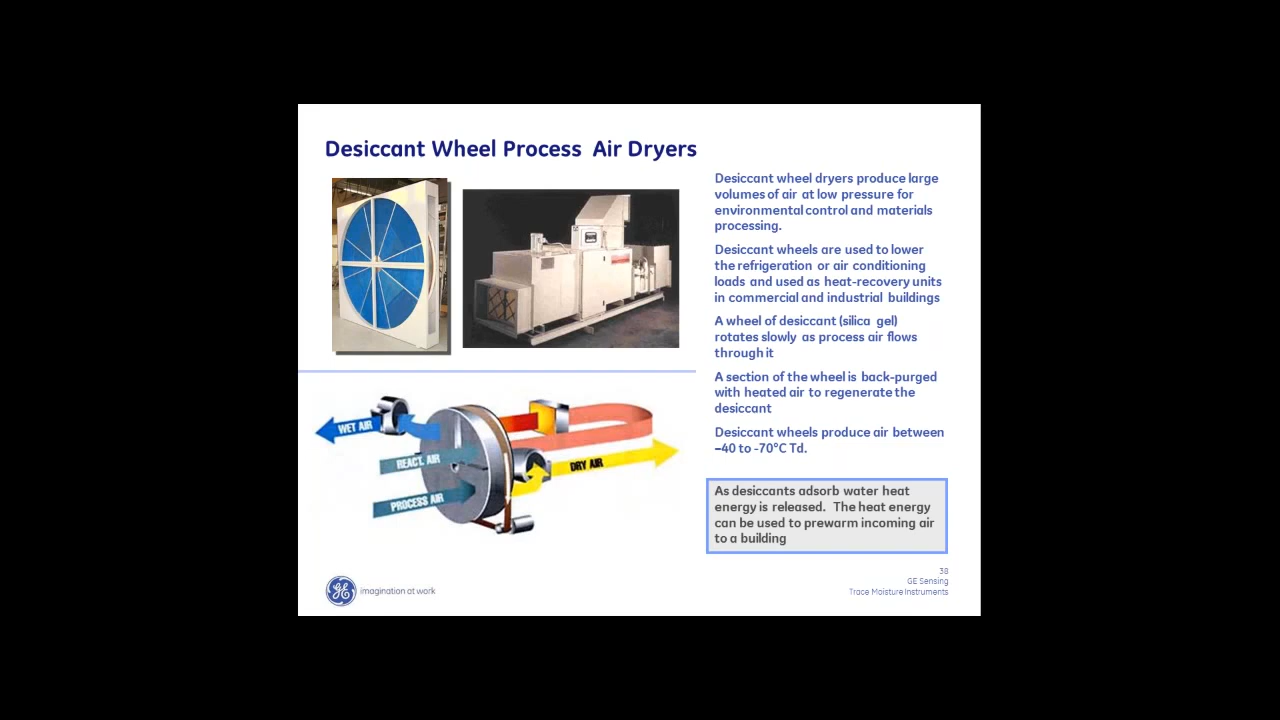 Desiccant Wheel Process Air Dryers
Desiccant wheel dryers produce large
volumes of air at low pressure for
environmental control and materials
processing.
Desiccant wheels are used to lower
the refrigeration or air conditioning
loads and used as heat-recovery units
in commercial and industrial buildings
A wheel of desiccant (silica gel)
rotates slowly as process air flows
through it
A section of the wheel is back-purged
with heated air to regenerate the
desiccant
Desiccant wheels produce air between
–40 to -70°C Td.
As desiccants adsorb water heat
energy is released. The heat energy
can be used to prewarm incoming air
to a building
WET AIR
REACT. AIR
PROCESS AIR
DRY AIR
GE imagination at work
38
GE Sensing
Trace Moisture Instruments